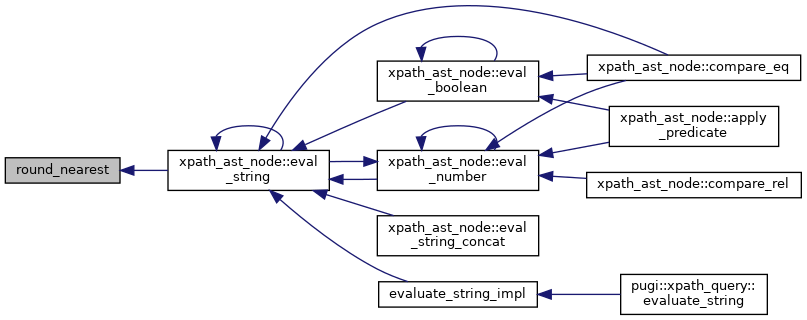 round_nearest
xpath_ast_node::eval
_string
xpath_ast_node::eval
_boolean
xpath_ast_node::eval
_number
xpath_ast_node::eval
_string_concat
evaluate_string_impl
xpath_ast_node::compare_eq
xpath_ast_node::apply
_predicate
xpath_ast_node::compare_rel
pugi::xpath_query::
evaluate_string